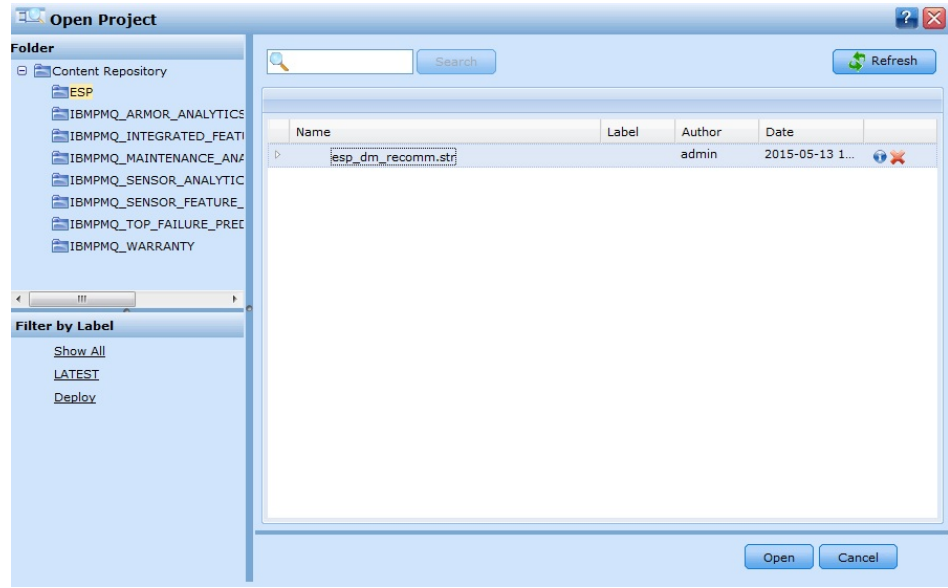 Open Project
?
Folder
Content Repository
ESP
IBMPMQ_ARMOR_ANALYTICS
IBMPMQ_INTEGRATED_FEAT
IBMPMQ_MAINTENANCE_ANA
IBMPMQ_SENSOR_ANALYTIC
IBMPMQ_SENSOR_FEATURE_
IBMPMQ_TOP_FAILURE_PRED
IBMPMQ_WARRANTY
Filter by Label
Show All
LATEST
Deploy
Search
Refresh
Name Label Author Date
esp_dm_recomm.str admin 2015-05-13 1...
Open Cancel